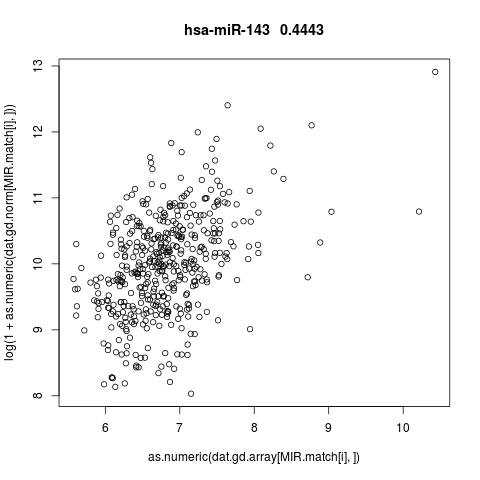 hsa-miR-143 0.4443
log(1 + as.numeric(dat.gd.norm[MIR.match[i], ]))
13
12
11
10
9
8
6 7 8 9 10
as.numeric(dat.gd.array[MIR.match[i], ])